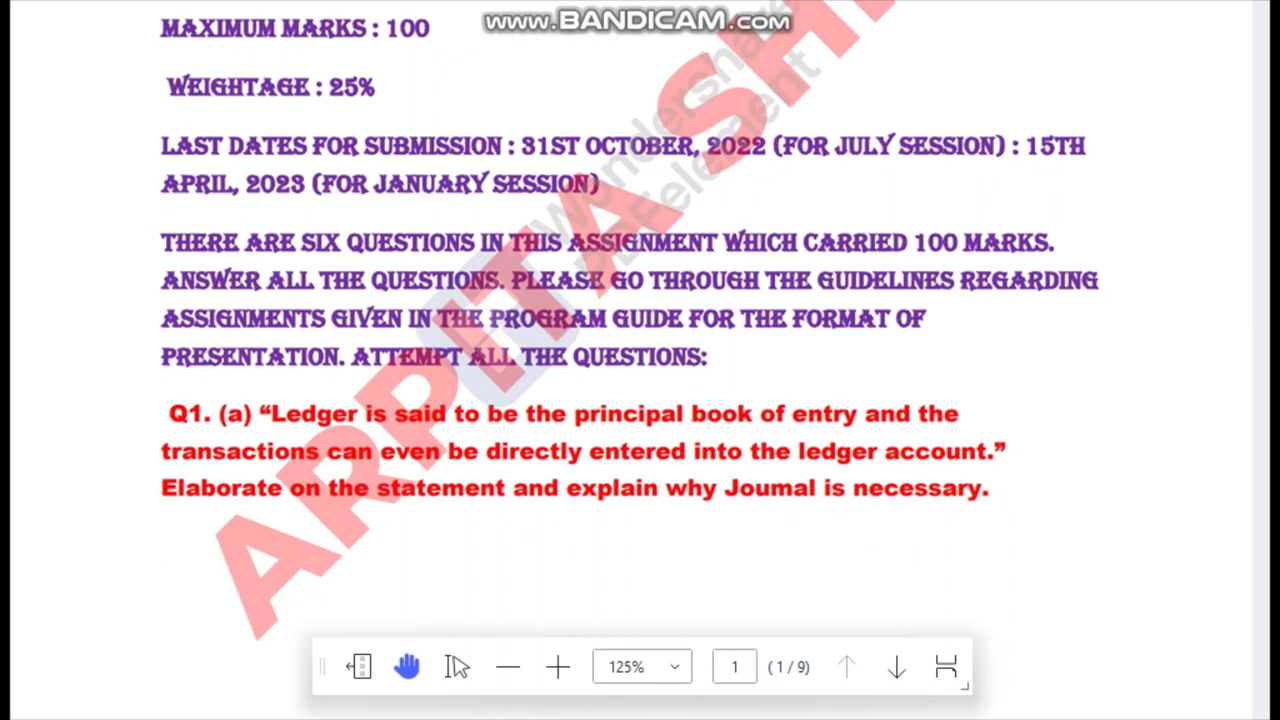 www.BANDICAM.com
MAXIMUM MARKS : 100
WEIGHTAGE : 25%
LAST DATES FOR SUBMISSION : 31ST OCTOBER, 2022 (FOR JULY SESSION) : 15TH
APRIL, 2023 (FOR JANUARY SESSION)
THERE ARE SIX QUESTIONS IN THIS ASSIGNMENT WHICH CARRIED 100 MARKS.
ANSWER ALL THE QUESTIONS. PLEASE GO THROUGH THE GUIDELINES REGARDING
ASSIGNMENTS GIVEN IN THE PROGRAM GUIDE FOR THE FORMAT OF
PRESENTATION. ATTEMPT ALL THE QUESTIONS:
Q1. (a) “Ledger is said to be the principal book of entry and the
transactions can even be directly entered into the ledger account.”
Elaborate on the statement and explain why Joumal is necessary.
ARPITA SH
Wondershare
PDFelement
125%
1
(1/9)